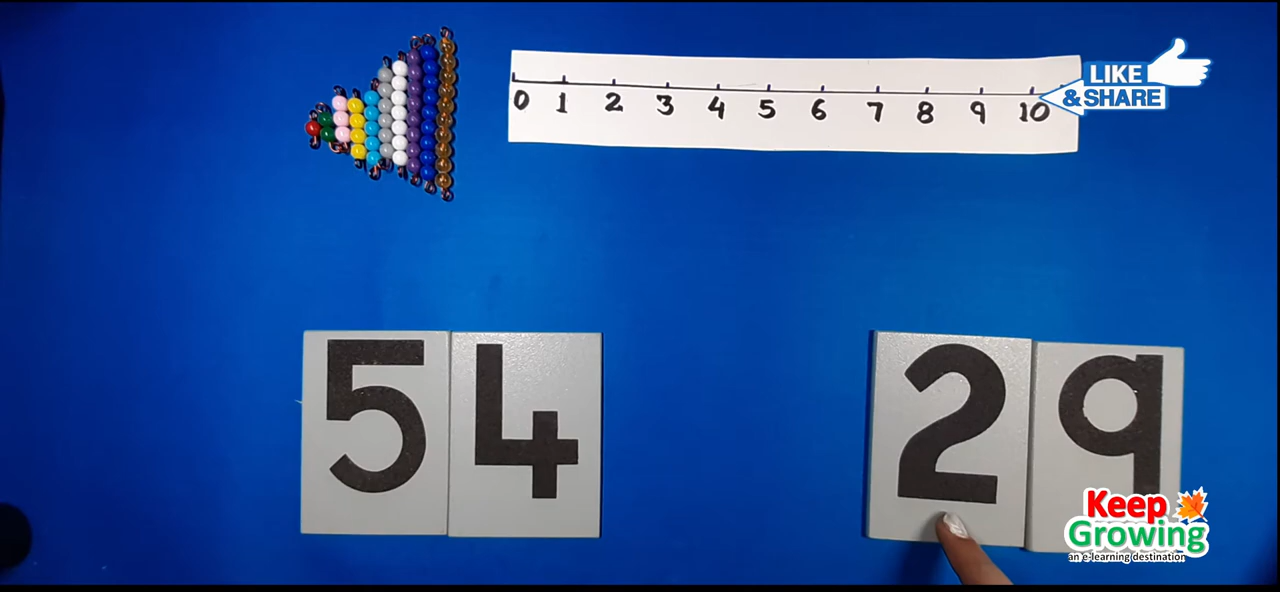 0 1 2 3 4 5 6 7 8 9 10
LIKE
& SHARE
54
29
Keep
Growing
an e-learning destination